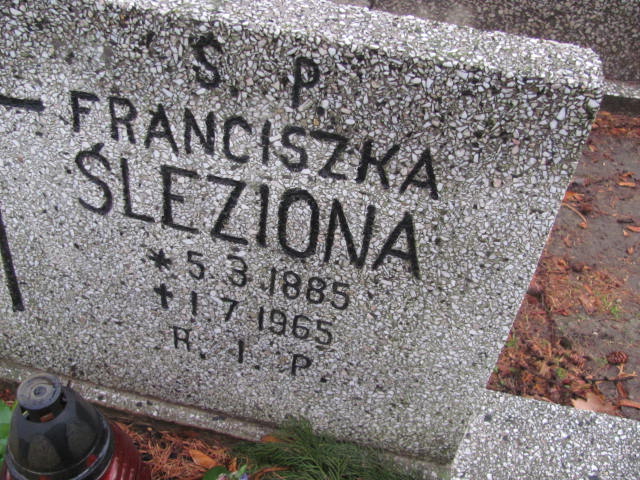 Ś. P.
FRANCISZKA
ŚLEZIONA
* 5 3 1885
✝ 1 7 1965
R. I. P.